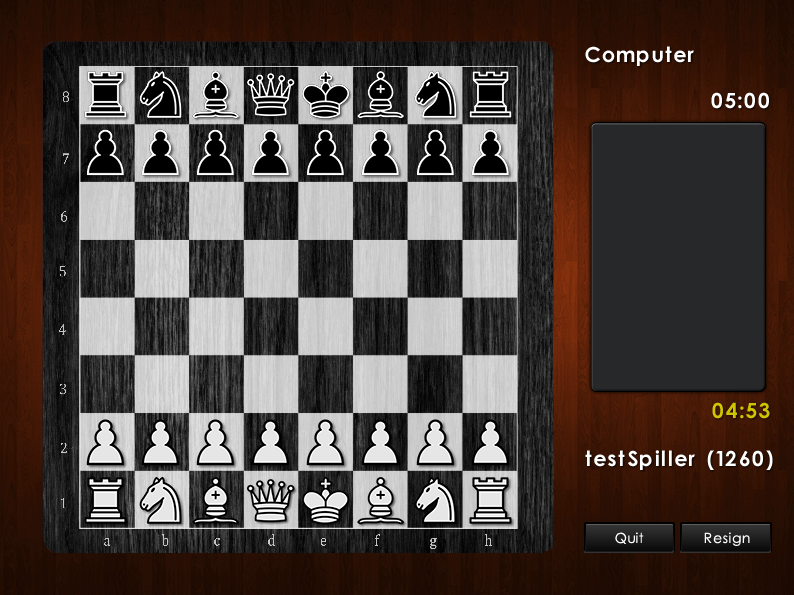 Computer
05:00
8
7
6
5
4
3
2
1
a b c d e f g h
04:53
testSpiller (1260)
Quit Resign